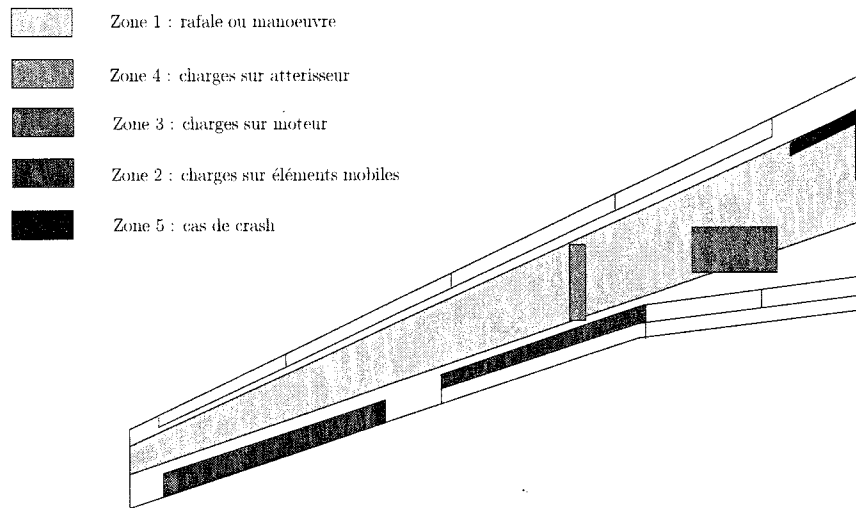 Zone 1 : rafale ou manoeuvre
Zone 4 : charges sur atterisseur
Zone 3 : charges sur moteur
Zone 2 : charges sur éléments mobiles
Zone 5 : cas de crash